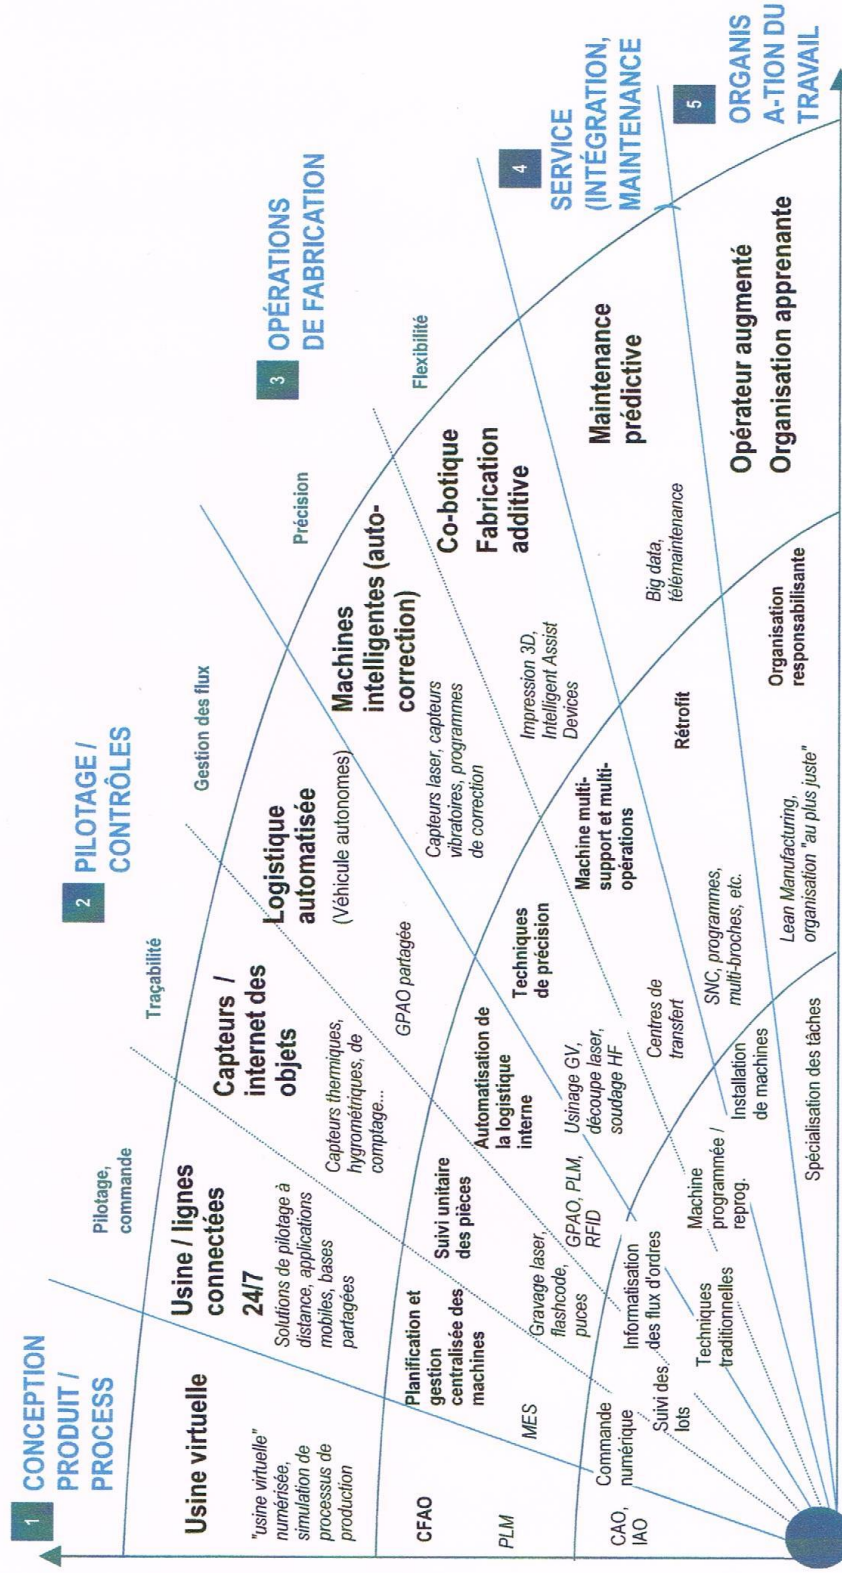 1
CONCEPTION
PRODUIT /
PROCESS
Usine virtuelle
"usine virtuelle"
numérisée,
simulation de
processus de
production
CFAO
PLM
CAO,
IAO
2
PILOTAGE /
CONTRÔLES
Pilotage,
commande
Usine / lignes
connectées
24/7
Solutions de pilotage à
distance, applications
mobiles, bases
partagées
Planification et
gestion
centralisée des
machines
MES
Commande
numérique
Traçabilité
Capteurs /
internet des
objets
Capteurs thermiques,
hygrométriques, de
comptage...
Suivi unitaire
des pièces
Gravage laser,
flashcode,
puces
Suivi des
lots
Gestion des flux
Logistique
automatisée
(Véhicule autonomes)
GPAO partagée
Automatisation de
la logistique
interne
GPAO, PLM,
RFID
Informatisation
des flux d'ordres
3
OPÉRATIONS
DE FABRICATION
Précision
Machines
intelligentes (auto-
correction)
Capteurs laser, capteurs
vibratoires, programmes
de correction
Techniques
de précision
Usinage GV,
découpe laser,
soudage HF
Techniques
traditionnelles
Flexibilité
Co-botique
Fabrication
additive
Impression 3D,
Intelligent Assist
Devices
Machine multi-
support et multi-
opérations
Centres de
transfert
Machine
programmée /
reprog.
4
SERVICE
(INTÉGRATION,
MAINTENANCE
)
Maintenance
prédictive
Big data,
télémaintenance
Rétrofit
SNC, programmes,
multi-broches, etc.
Installation
de machines
5
ORGANIS
A-TION DU
TRAVAIL
Opérateur augmenté
Organisation apprenante
Organisation
responsabilisante
Lean Manufacturing,
organisation "au plus juste"
Spécialisation des tâches